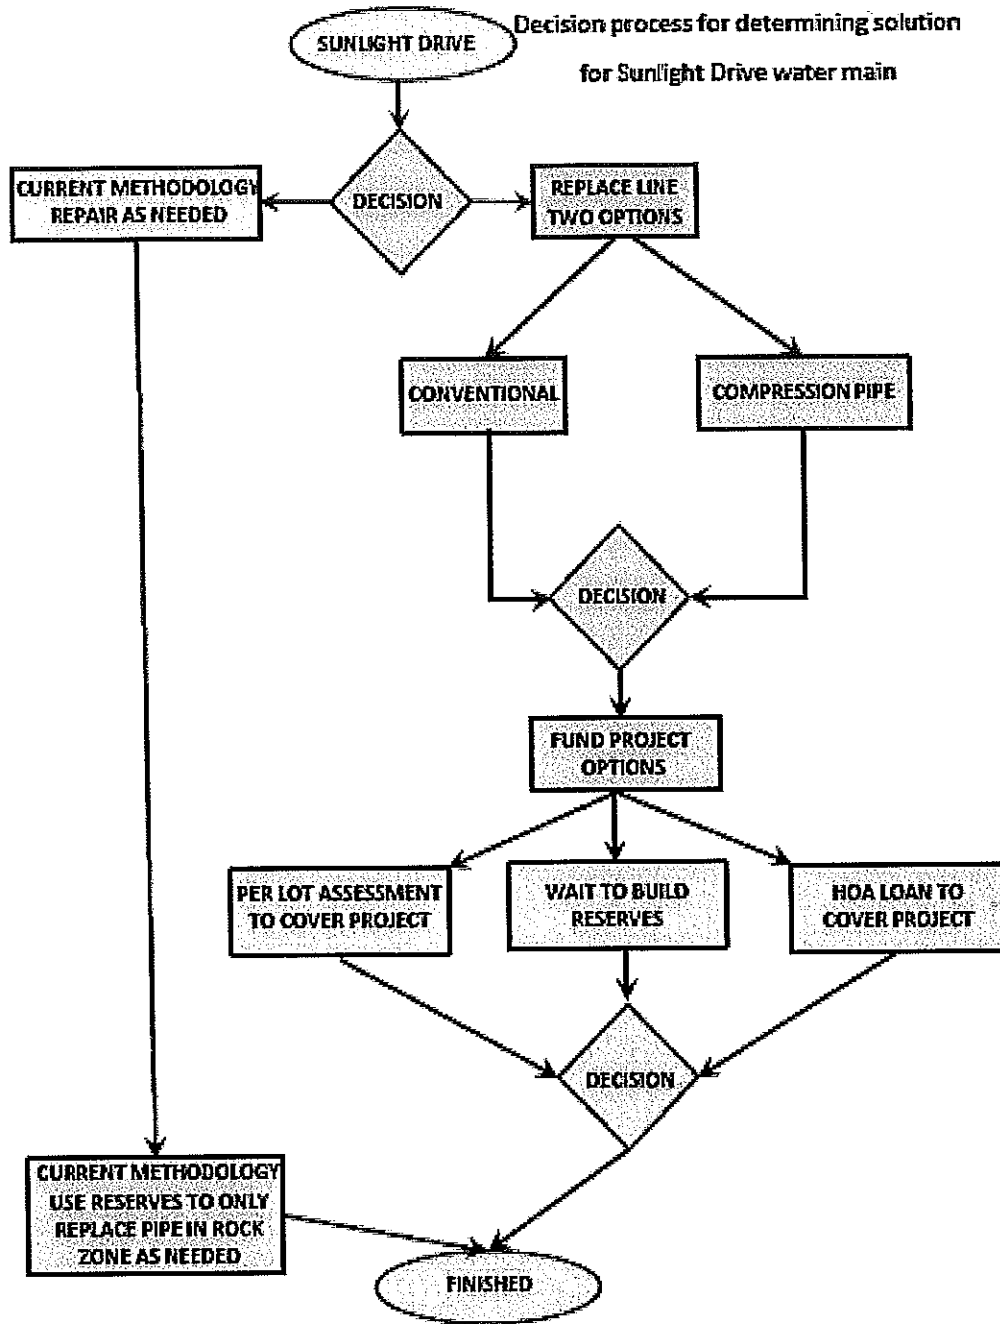 SUNLIGHT DRIVE
Decision process for determining solution
for Sunlight Drive water main
CURRENT METHODOLOGY
REPAIR AS NEEDED
DECISION
REPLACE LINE
TWO OPTIONS
CONVENTIONAL
COMPRESSION PIPE
DECISION
FUND PROJECT
OPTIONS
PER LOT ASSESSMENT
TO COVER PROJECT
WAIT TO BUILD
RESERVES
HOA LOAN TO
COVER PROJECT
DECISION
CURRENT METHODOLOGY
USE RESERVES TO ONLY
REPLACE PIPE IN ROCK
ZONE AS NEEDED
FINISHED